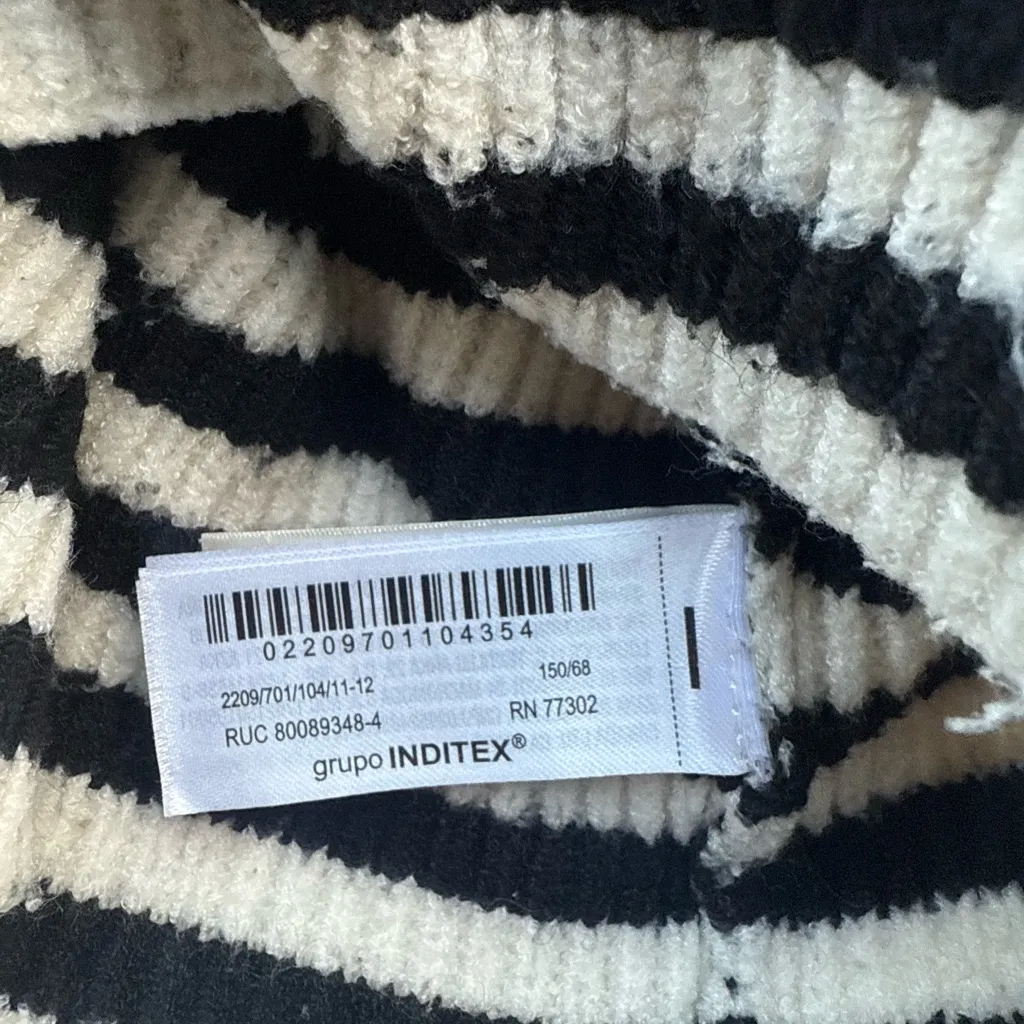 02209701104354
2209/701/104/11-12 150/68
RUC 80089348-4 RN 77302
grupo INDITEX®